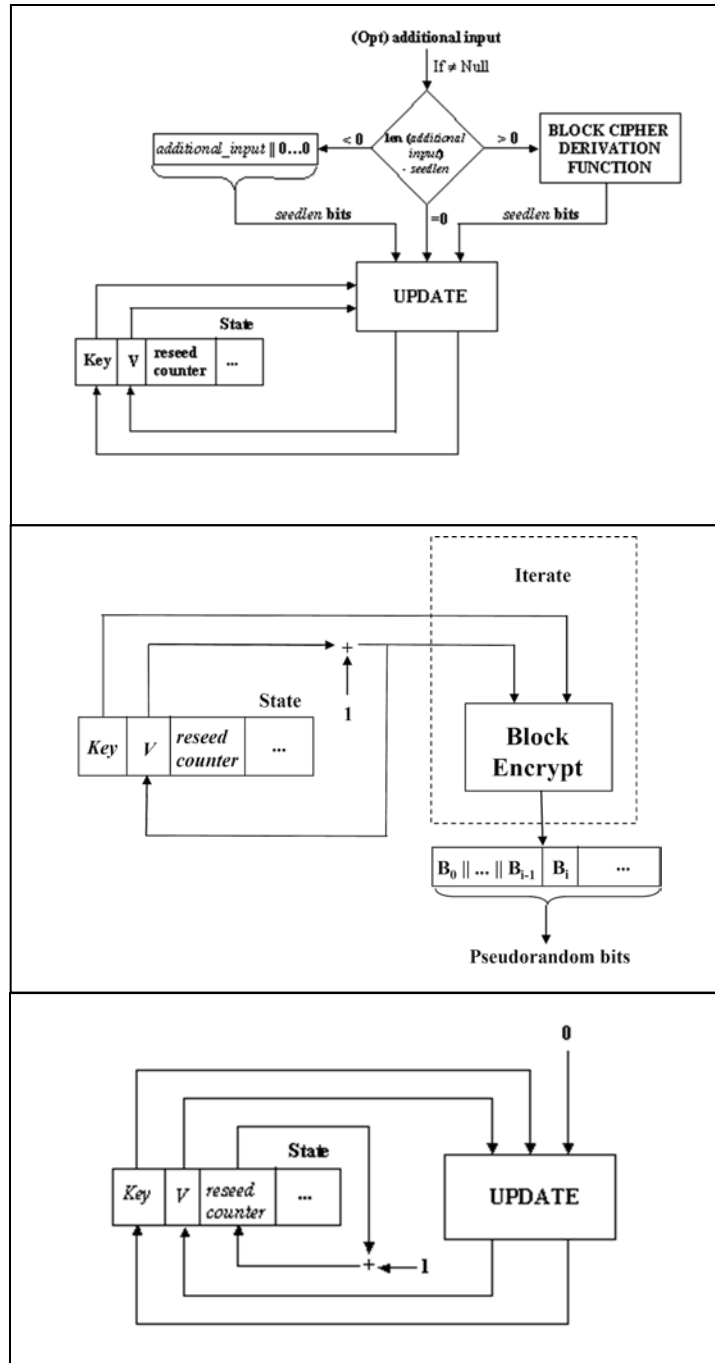 (Opt) additional input
If ≠ Null
< 0
len (additional
input)
- seedlen
> 0
additional_input || 0...0
BLOCK CIPHER
DERIVATION
FUNCTION
seedlen bits
=0
seedlen bits
UPDATE
State
Key
V
reseed
counter
...
Iterate
+
1
State
Key
V
reseed
counter
...
Block
Encrypt
B0 || ... || Bi-1
Bi
...
Pseudorandom bits
0
State
Key
V
reseed
counter
...
UPDATE
+
1